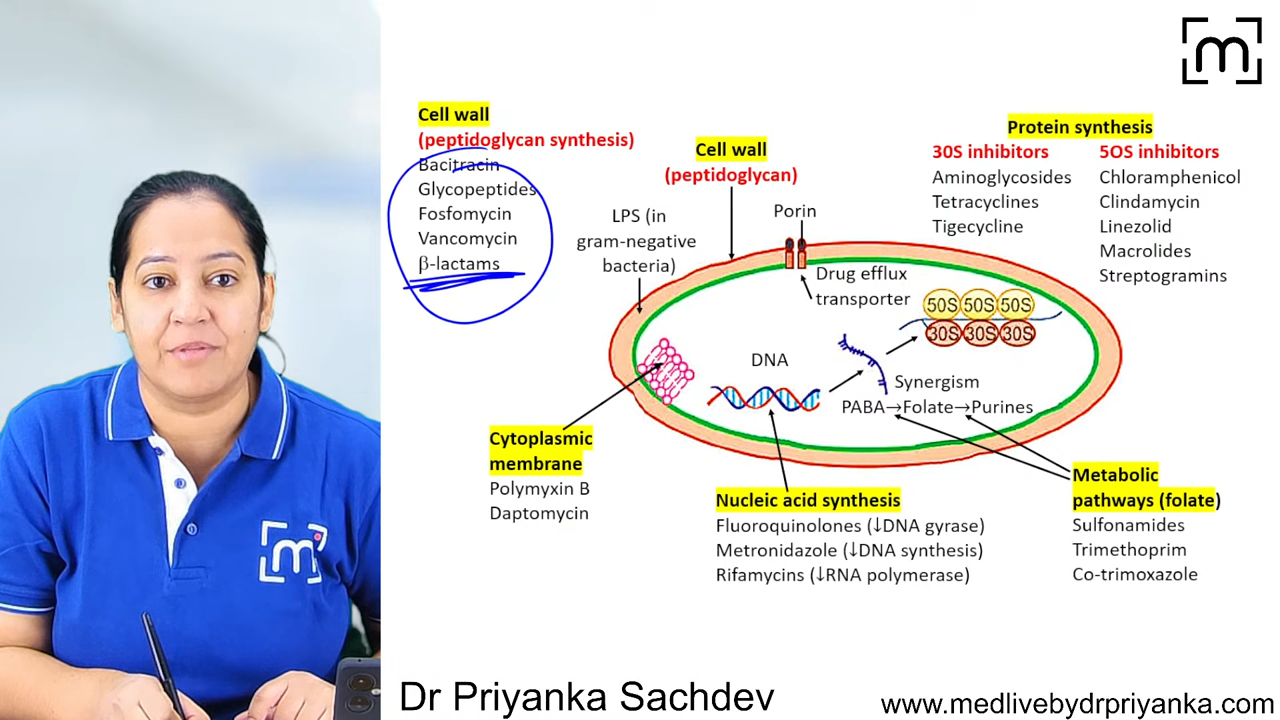 m
Cell wall
(peptidoglycan synthesis)
Bacitracin
Glycopeptides
Fosfomycin
Vancomycin
β-lactams
Cell wall
(peptidoglycan)
Protein synthesis
30S inhibitors
Aminoglycosides
Tetracyclines
Tigecycline
5OS inhibitors
Chloramphenicol
Clindamycin
Linezolid
Macrolides
Streptogramins
LPS (in
gram-negative
bacteria)
Porin
Drug efflux
transporter
50S 50S 50S
30S 30S 30S
DNA
Synergism
PABA→Folate→Purines
Cytoplasmic
membrane
Polymyxin B
Daptomycin
Nucleic acid synthesis
Fluoroquinolones (↓DNA gyrase)
Metronidazole (↓DNA synthesis)
Rifamycins (↓RNA polymerase)
Metabolic
pathways (folate)
Sulfonamides
Trimethoprim
Co-trimoxazole
m
Dr Priyanka Sachdev
www.medlivebydrpriyanka.com